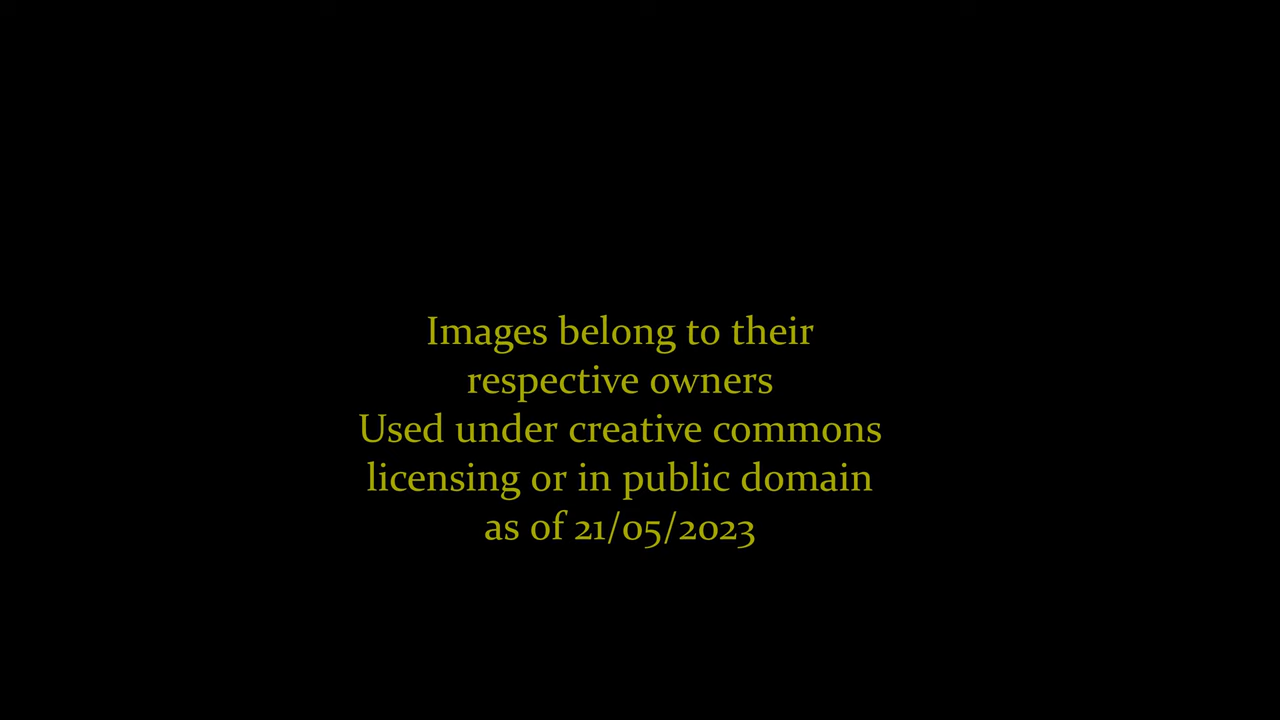 Images belong to their
respective owners
Used under creative commons
licensing or in public domain
as of 21/05/2023